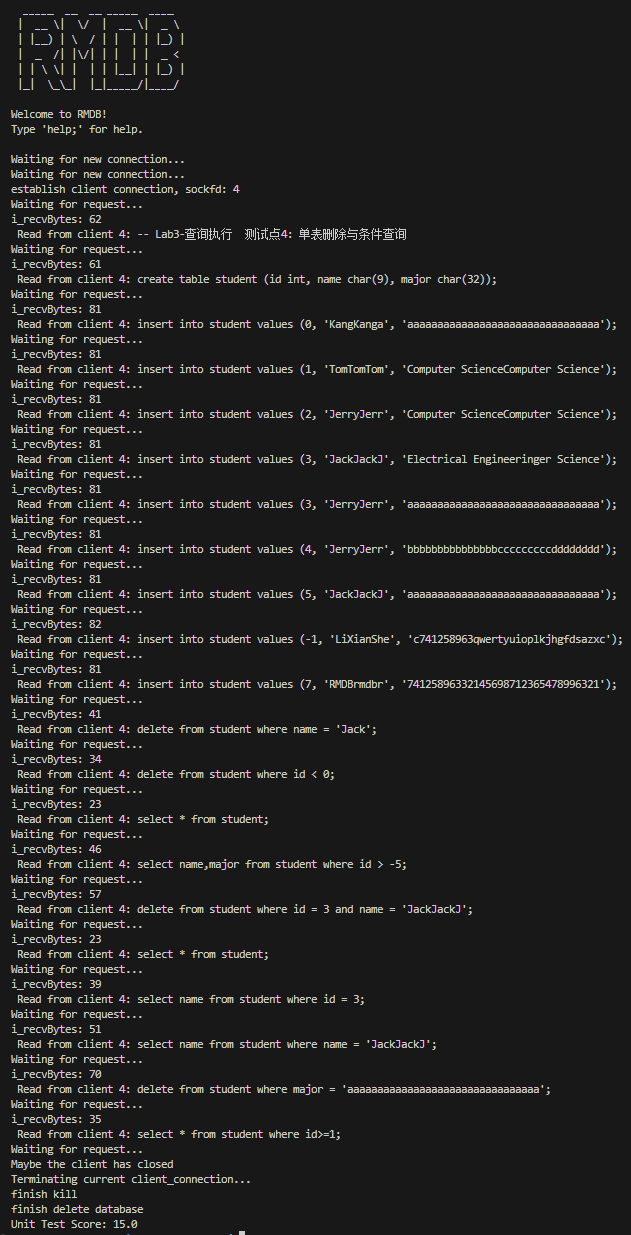 RMDB
Welcome to RMDB!
Type 'help;' for help.
Waiting for new connection...
Waiting for new connection...
establish client connection, sockfd: 4
Waiting for request...
i_recvBytes: 62
Read from client 4: -- Lab3-查询执行  测试点4: 单表删除与条件查询
Waiting for request...
i_recvBytes: 61
Read from client 4: create table student (id int, name char(9), major char(32));
Waiting for request...
i_recvBytes: 81
Read from client 4: insert into student values (0, 'KangKanga', 'aaaaaaaaaaaaaaaaaaaaaaaaaaaaaaaa');
Waiting for request...
i_recvBytes: 81
Read from client 4: insert into student values (1, 'TomTomTom', 'Computer ScienceComputer Science');
Waiting for request...
i_recvBytes: 81
Read from client 4: insert into student values (2, 'JerryJerr', 'Computer ScienceComputer Science');
Waiting for request...
i_recvBytes: 81
Read from client 4: insert into student values (3, 'JackJackJ', 'Electrical Engineeringer Science');
Waiting for request...
i_recvBytes: 81
Read from client 4: insert into student values (3, 'JerryJerr', 'aaaaaaaaaaaaaaaaaaaaaaaaaaaaaaaa');
Waiting for request...
i_recvBytes: 81
Read from client 4: insert into student values (4, 'JerryJerr', 'bbbbbbbbbbbbbbbcccccccccdddddddd');
Waiting for request...
i_recvBytes: 81
Read from client 4: insert into student values (5, 'JackJackJ', 'aaaaaaaaaaaaaaaaaaaaaaaaaaaaaaaa');
Waiting for request...
i_recvBytes: 82
Read from client 4: insert into student values (-1, 'LiXianShe', 'c741258963qwertyuioplkjhgfdsazxc');
Waiting for request...
i_recvBytes: 81
Read from client 4: insert into student values (7, 'RMDBrmdbr', '74125896332145698712365478996321');
Waiting for request...
i_recvBytes: 41
Read from client 4: delete from student where name = 'Jack';
Waiting for request...
i_recvBytes: 34
Read from client 4: delete from student where id < 0;
Waiting for request...
i_recvBytes: 23
Read from client 4: select * from student;
Waiting for request...
i_recvBytes: 46
Read from client 4: select name,major from student where id > -5;
Waiting for request...
i_recvBytes: 57
Read from client 4: delete from student where id = 3 and name = 'JackJackJ';
Waiting for request...
i_recvBytes: 23
Read from client 4: select * from student;
Waiting for request...
i_recvBytes: 39
Read from client 4: select name from student where id = 3;
Waiting for request...
i_recvBytes: 51
Read from client 4: select name from student where name = 'JackJackJ';
Waiting for request...
i_recvBytes: 70
Read from client 4: delete from student where major = 'aaaaaaaaaaaaaaaaaaaaaaaaaaaaaaaa';
Waiting for request...
i_recvBytes: 35
Read from client 4: select * from student where id>=1;
Waiting for request...
Maybe the client has closed
Terminating current client_connection...
finish kill
finish delete database
Unit Test Score: 15.0